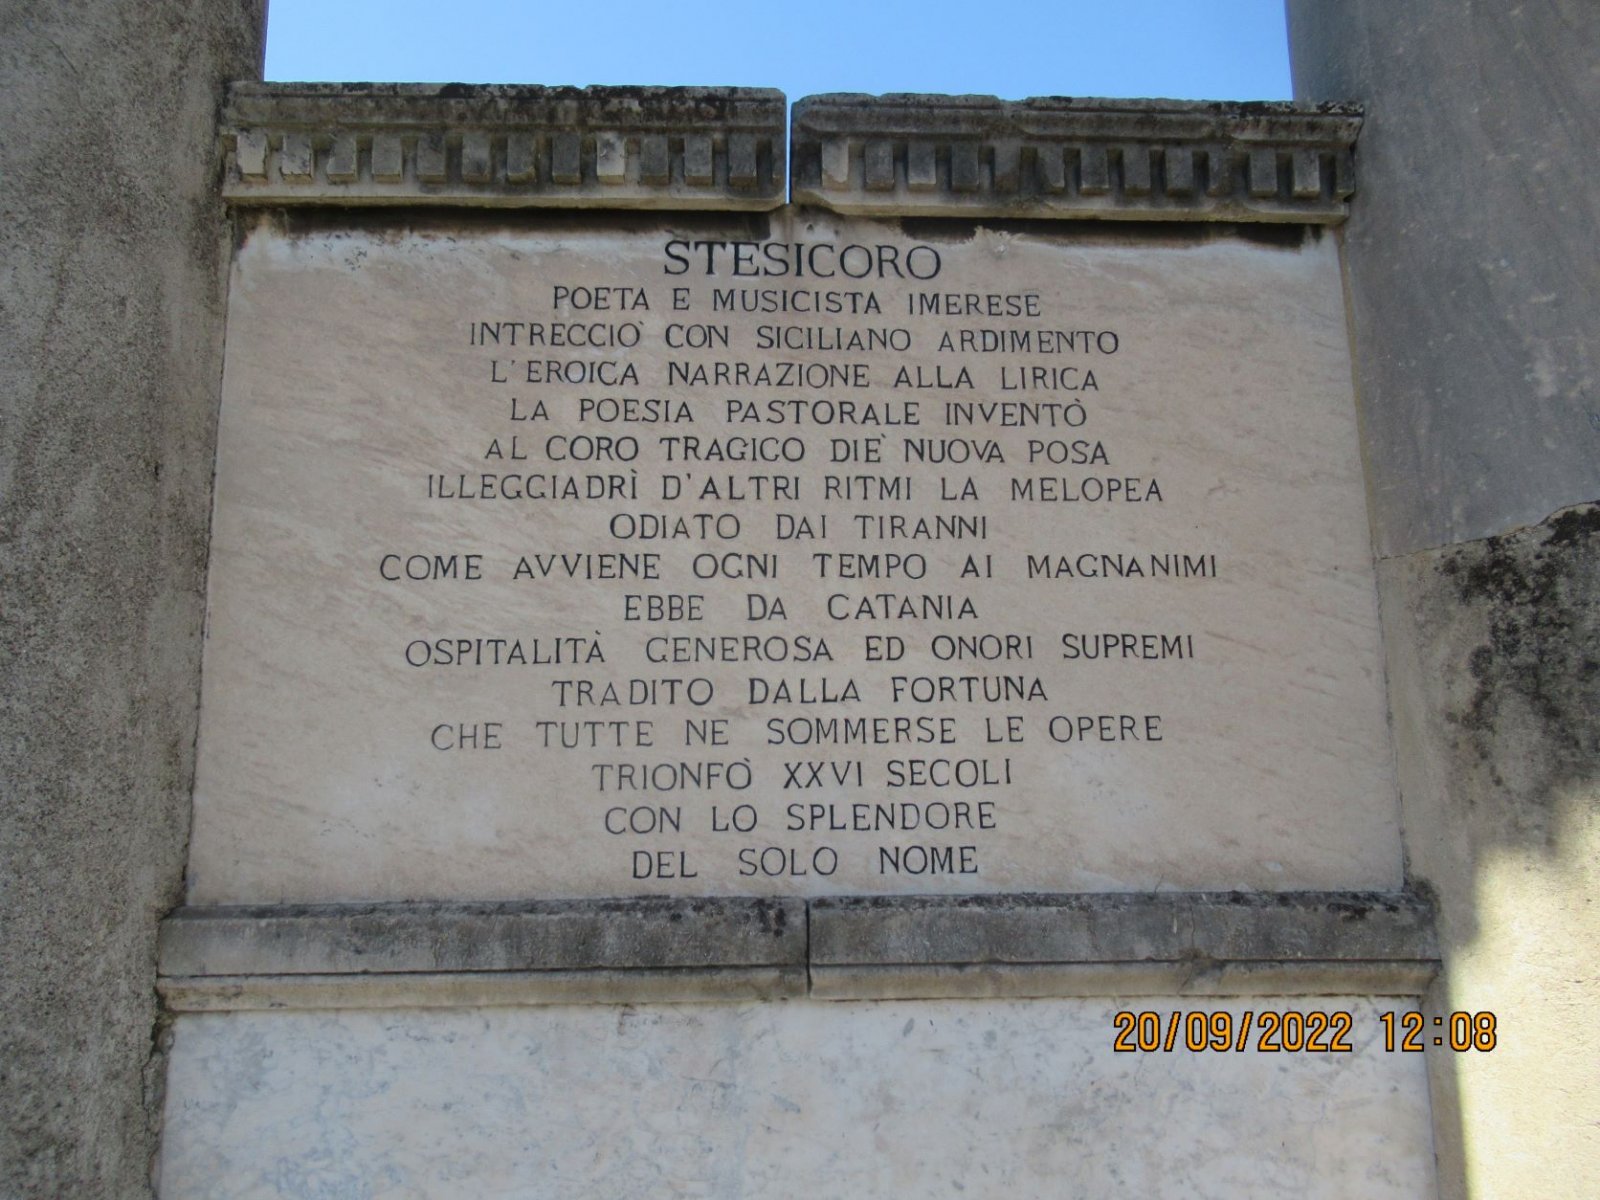 STESICORO
POETA E MUSICISTA IMERESE
INTRECCIÒ CON SICILIANO ARDIMENTO
L'EROICA NARRAZIONE ALLA LIRICA
LA POESIA PASTORALE INVENTÒ
AL CORO TRAGICO DIE' NUOVA POSA
ILLEGGIADRÌ D'ALTRI RITMI LA MELOPEA
ODIATO DAI TIRANNI
COME AVVIENE OGNI TEMPO AI MAGNANIMI
EBBE DA CATANIA
OSPITALITÀ GENEROSA ED ONORI SUPREMI
TRADITO DALLA FORTUNA
CHE TUTTE NE SOMMERSE LE OPERE
TRIONFÒ XXVI SECOLI
CON LO SPLENDORE
DEL SOLO NOME
20/09/2022 12:08